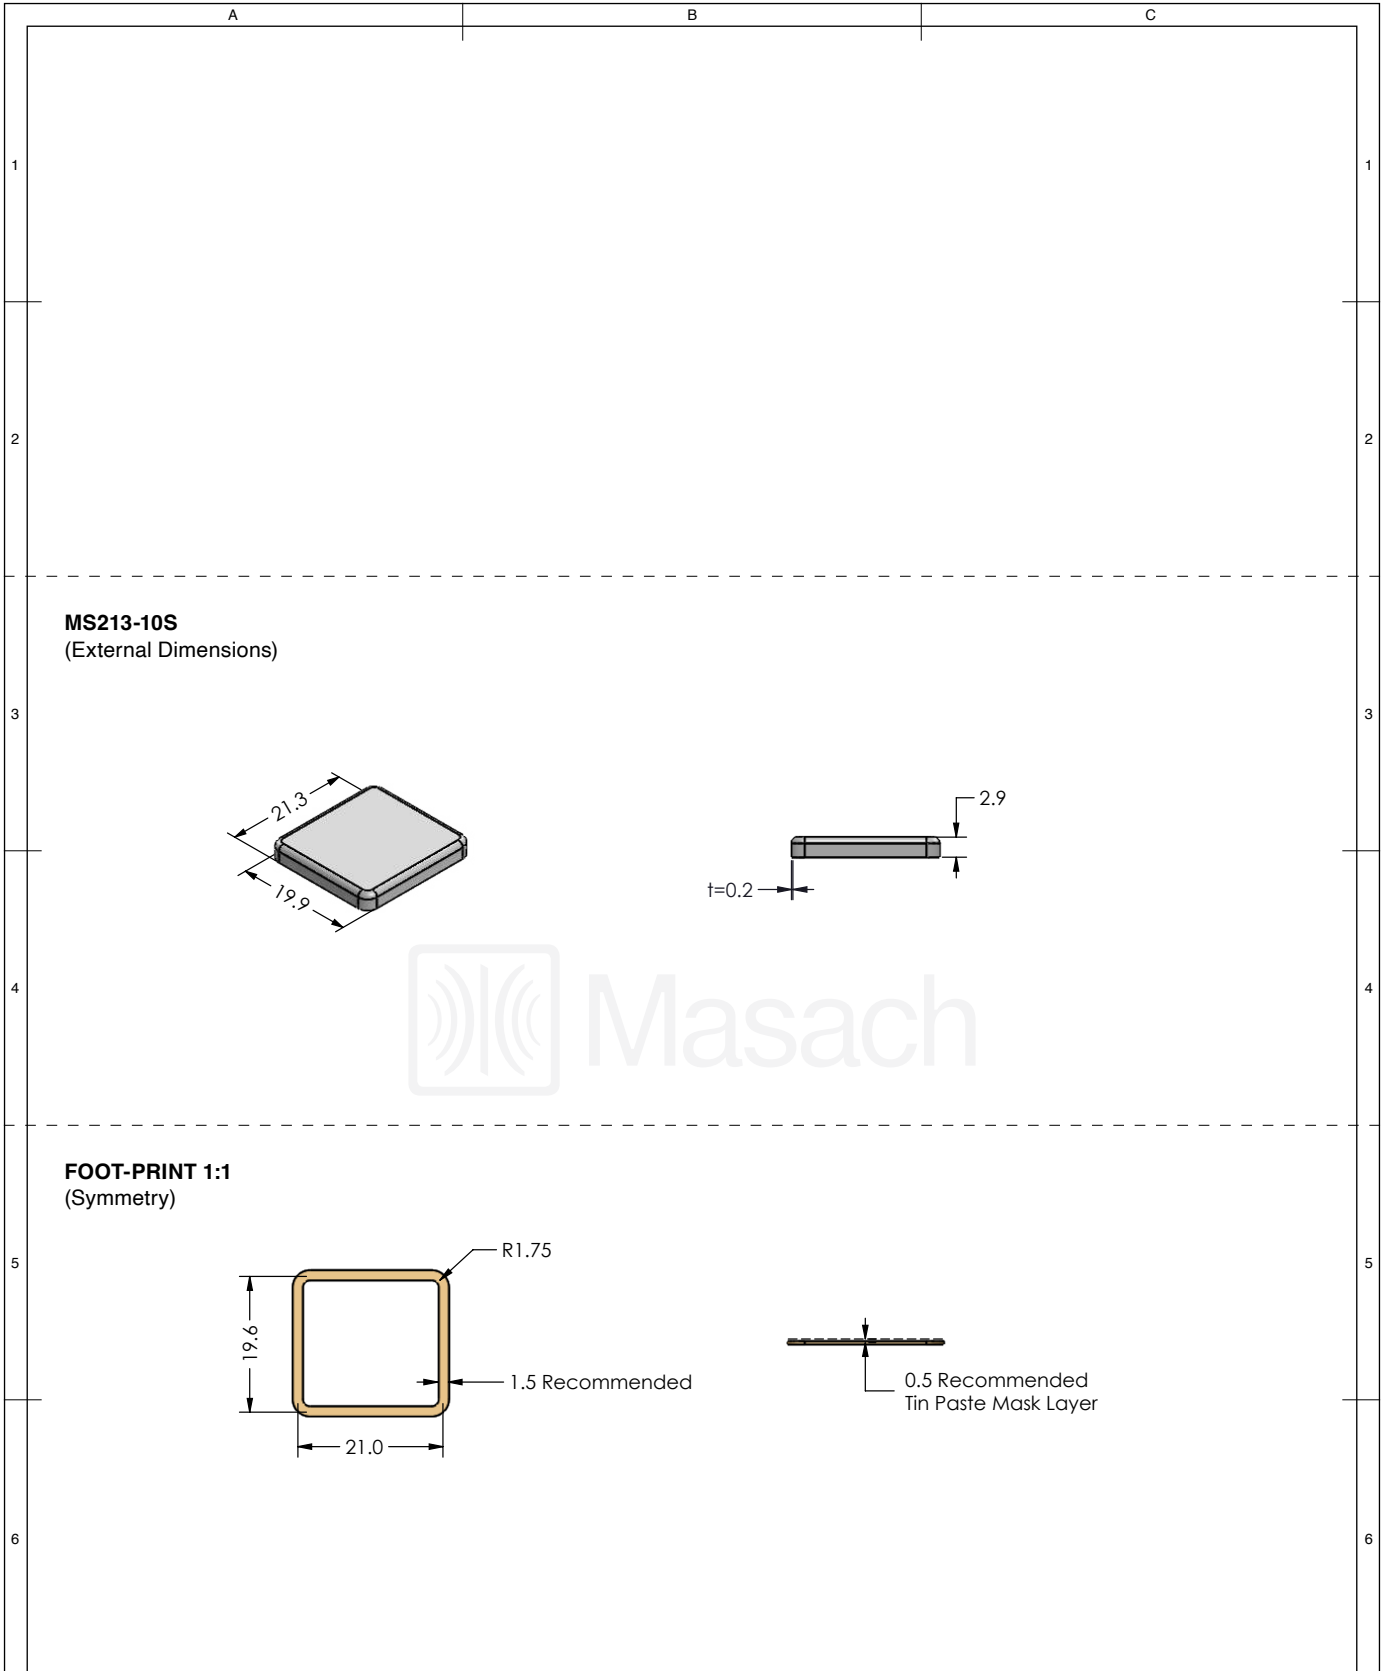 A
B
C
1
1
2
2
MS213-10S
(External Dimensions)
3
3
21.3
19.9
2.9
t=0.2
4
4
Masach
FOOT-PRINT 1:1
(Symmetry)
5
5
R1.75
19.6
1.5 Recommended
21.0
0.5 Recommended
Tin Paste Mask Layer
6
6